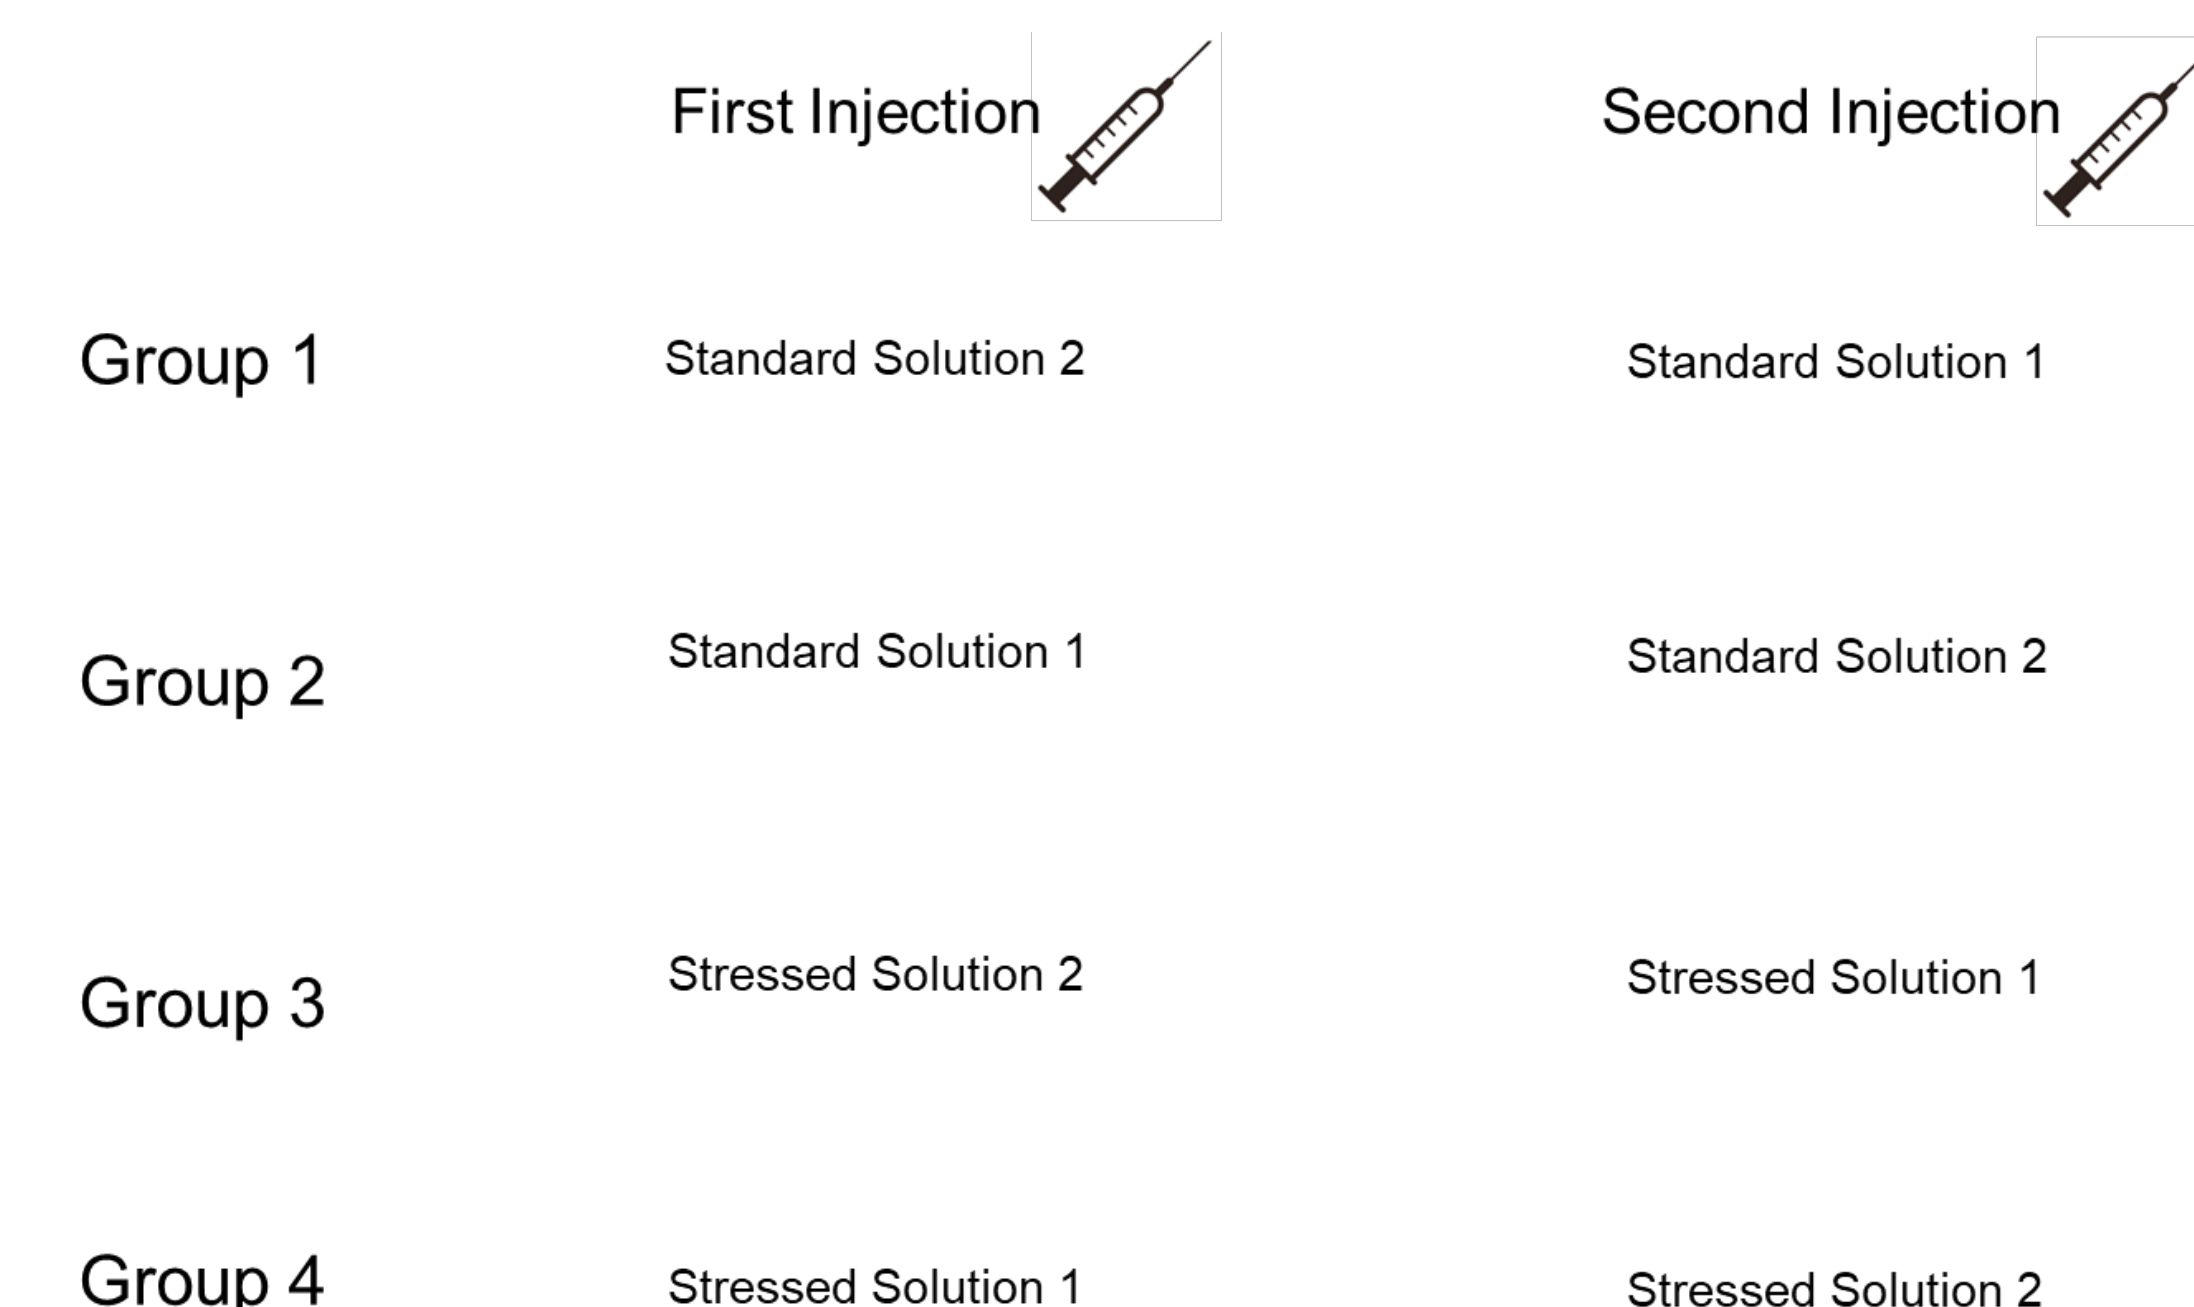 First Injection
Second Injection
Group 1
Standard Solution 2
Standard Solution 1
Group 2
Standard Solution 1
Standard Solution 2
Group 3
Stressed Solution 2
Stressed Solution 1
Group 4
Stressed Solution 1
Stressed Solution 2